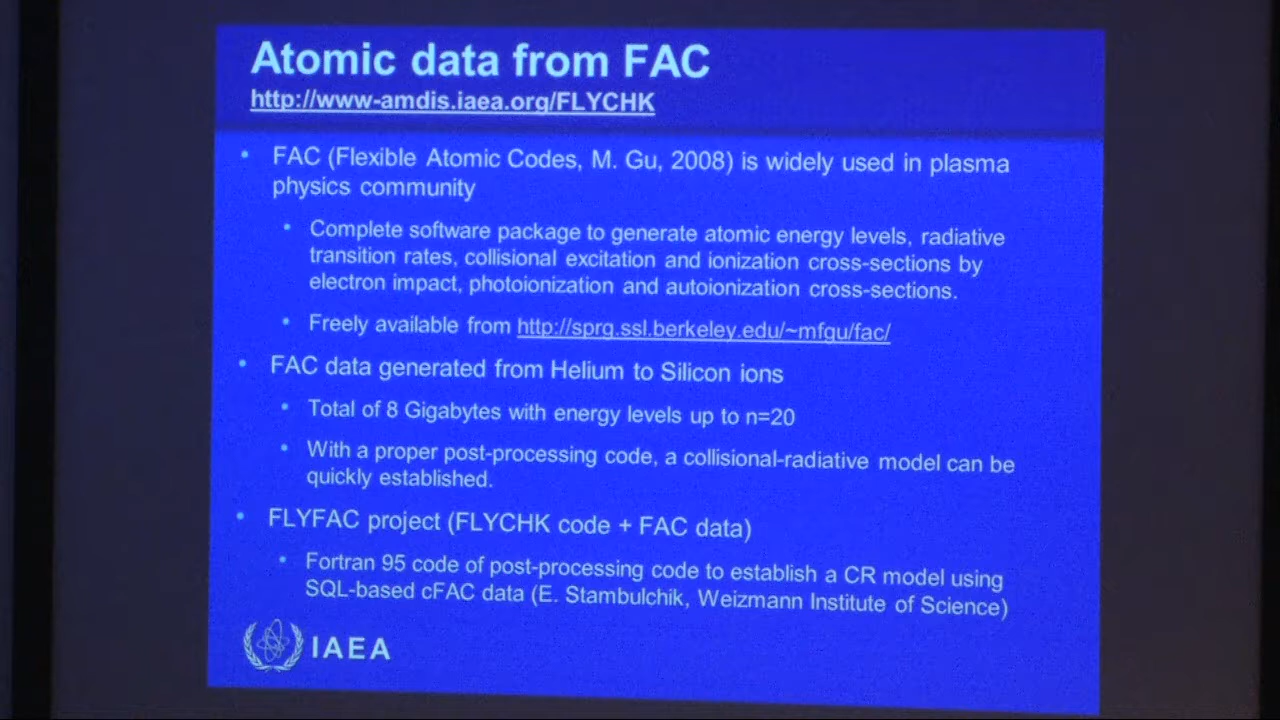 Atomic data from FAC
http://www-amdis.iaea.org/FLYCHK
• FAC (Flexible Atomic Codes, M. Gu, 2008) is widely used in plasma
physics community
• Complete software package to generate atomic energy levels, radiative
transition rates, collisional excitation and ionization cross-sections by
electron impact, photoionization and autoionization cross-sections.
• Freely available from http://sprg.ssl.berkeley.edu/~mfgu/fac/
• FAC data generated from Helium to Silicon ions
• Total of 8 Gigabytes with energy levels up to n=20
• With a proper post-processing code, a collisional-radiative model can be
quickly established.
• FLYFAC project (FLYCHK code + FAC data)
• Fortran 95 code of post-processing code to establish a CR model using
SQL-based cFAC data (E. Stambulchik, Weizmann Institute of Science)
IAEA